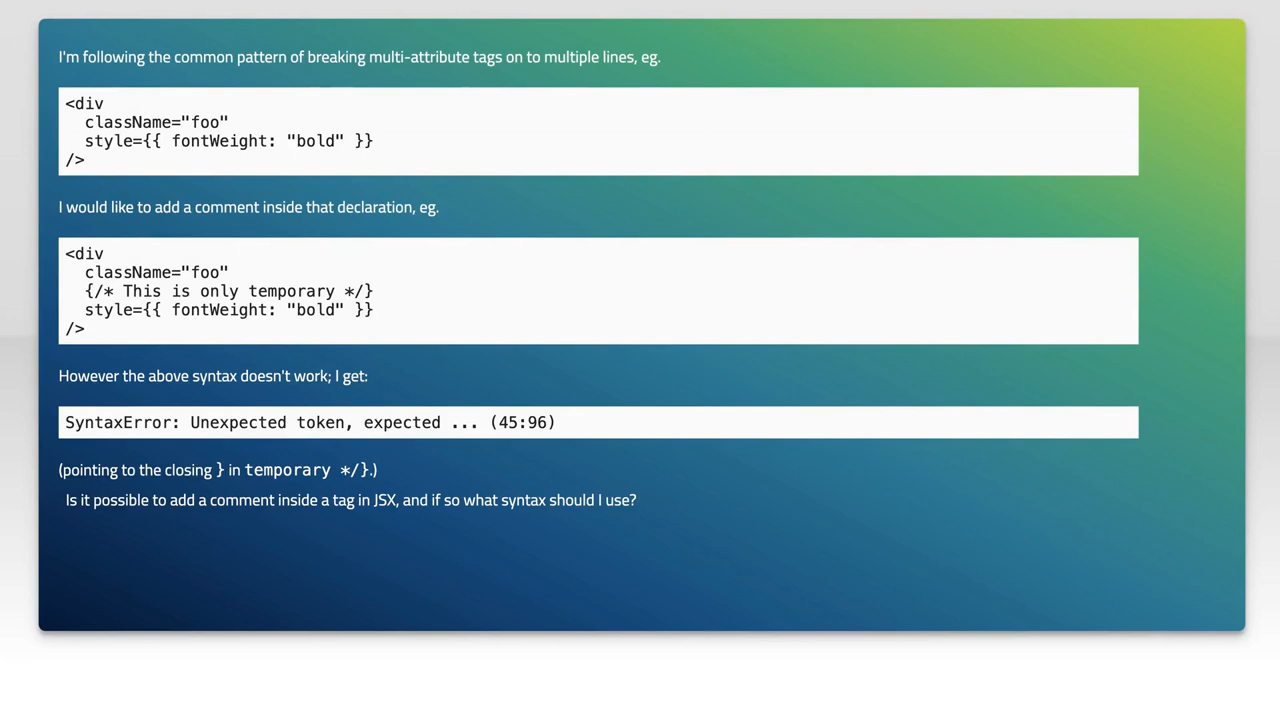 I'm following the common pattern of breaking multi-attribute tags on to multiple lines, eg.
<div
  className="foo"
  style={{ fontWeight: "bold" }}
/>
I would like to add a comment inside that declaration, eg.
<div
  className="foo"
  {/* This is only temporary */}
  style={{ fontWeight: "bold" }}
/>
However the above syntax doesn't work; I get:
SyntaxError: Unexpected token, expected ... (45:96)
(pointing to the closing } in temporary */}.)
Is it possible to add a comment inside a tag in JSX, and if so what syntax should I use?